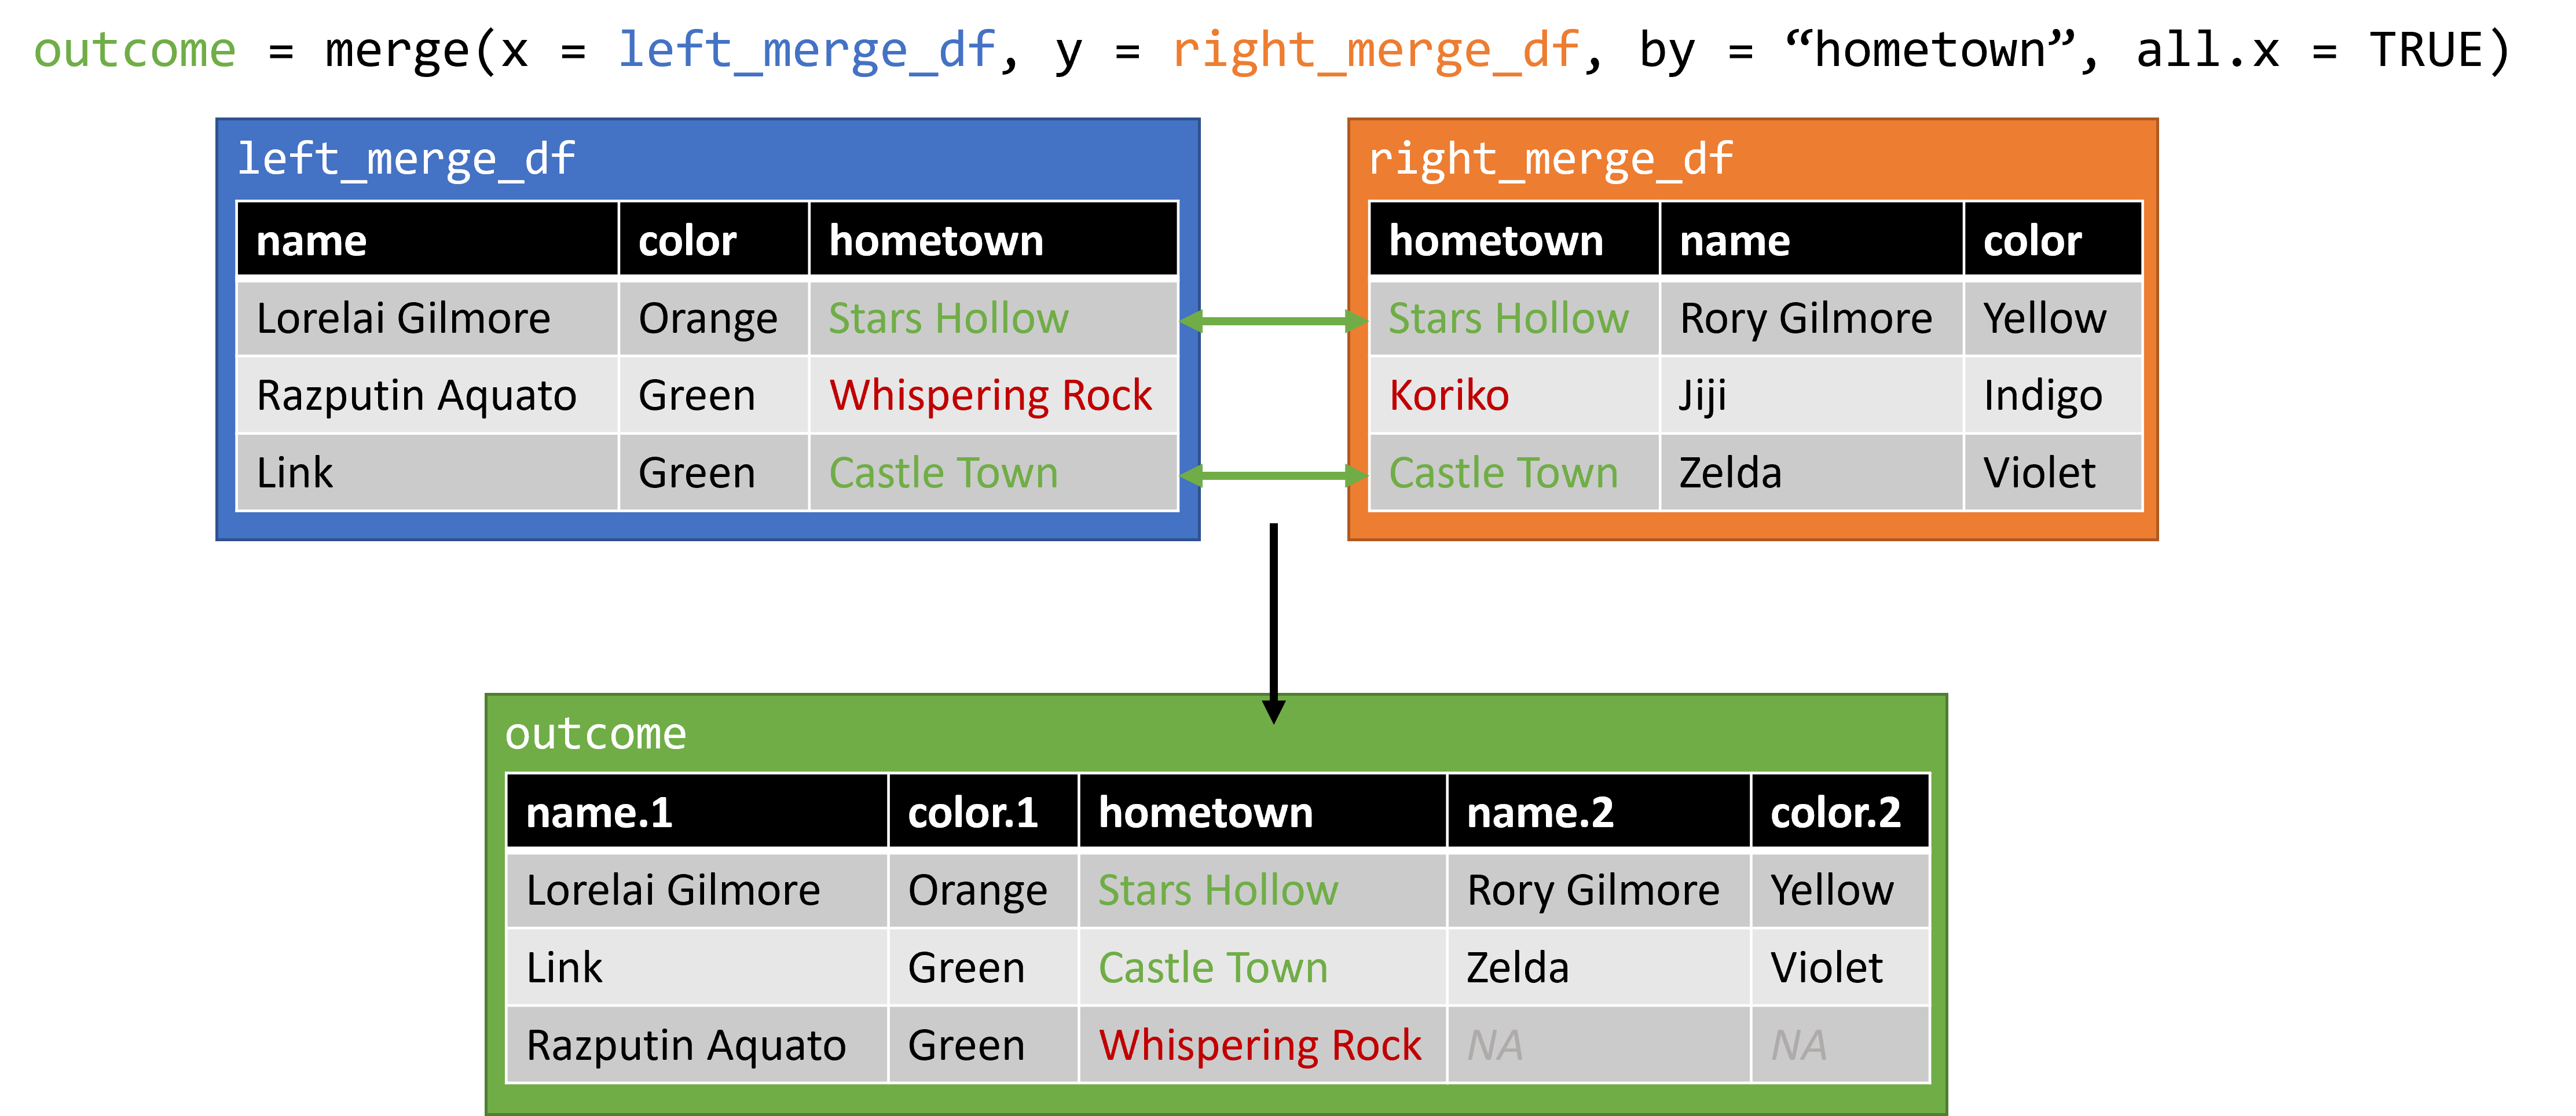 outcome = merge(x = left_merge_df, y = right_merge_df, by = “hometown”, all.x = TRUE)
left_merge_df
name color hometown
Lorelai Gilmore Orange Stars Hollow
Razputin Aquato Green Whispering Rock
Link Green Castle Town
right_merge_df
hometown name color
Stars Hollow Rory Gilmore Yellow
Koriko Jiji Indigo
Castle Town Zelda Violet
outcome
name.1 color.1 hometown name.2 color.2
Lorelai Gilmore Orange Stars Hollow Rory Gilmore Yellow
Link Green Castle Town Zelda Violet
Razputin Aquato Green Whispering Rock NA NA